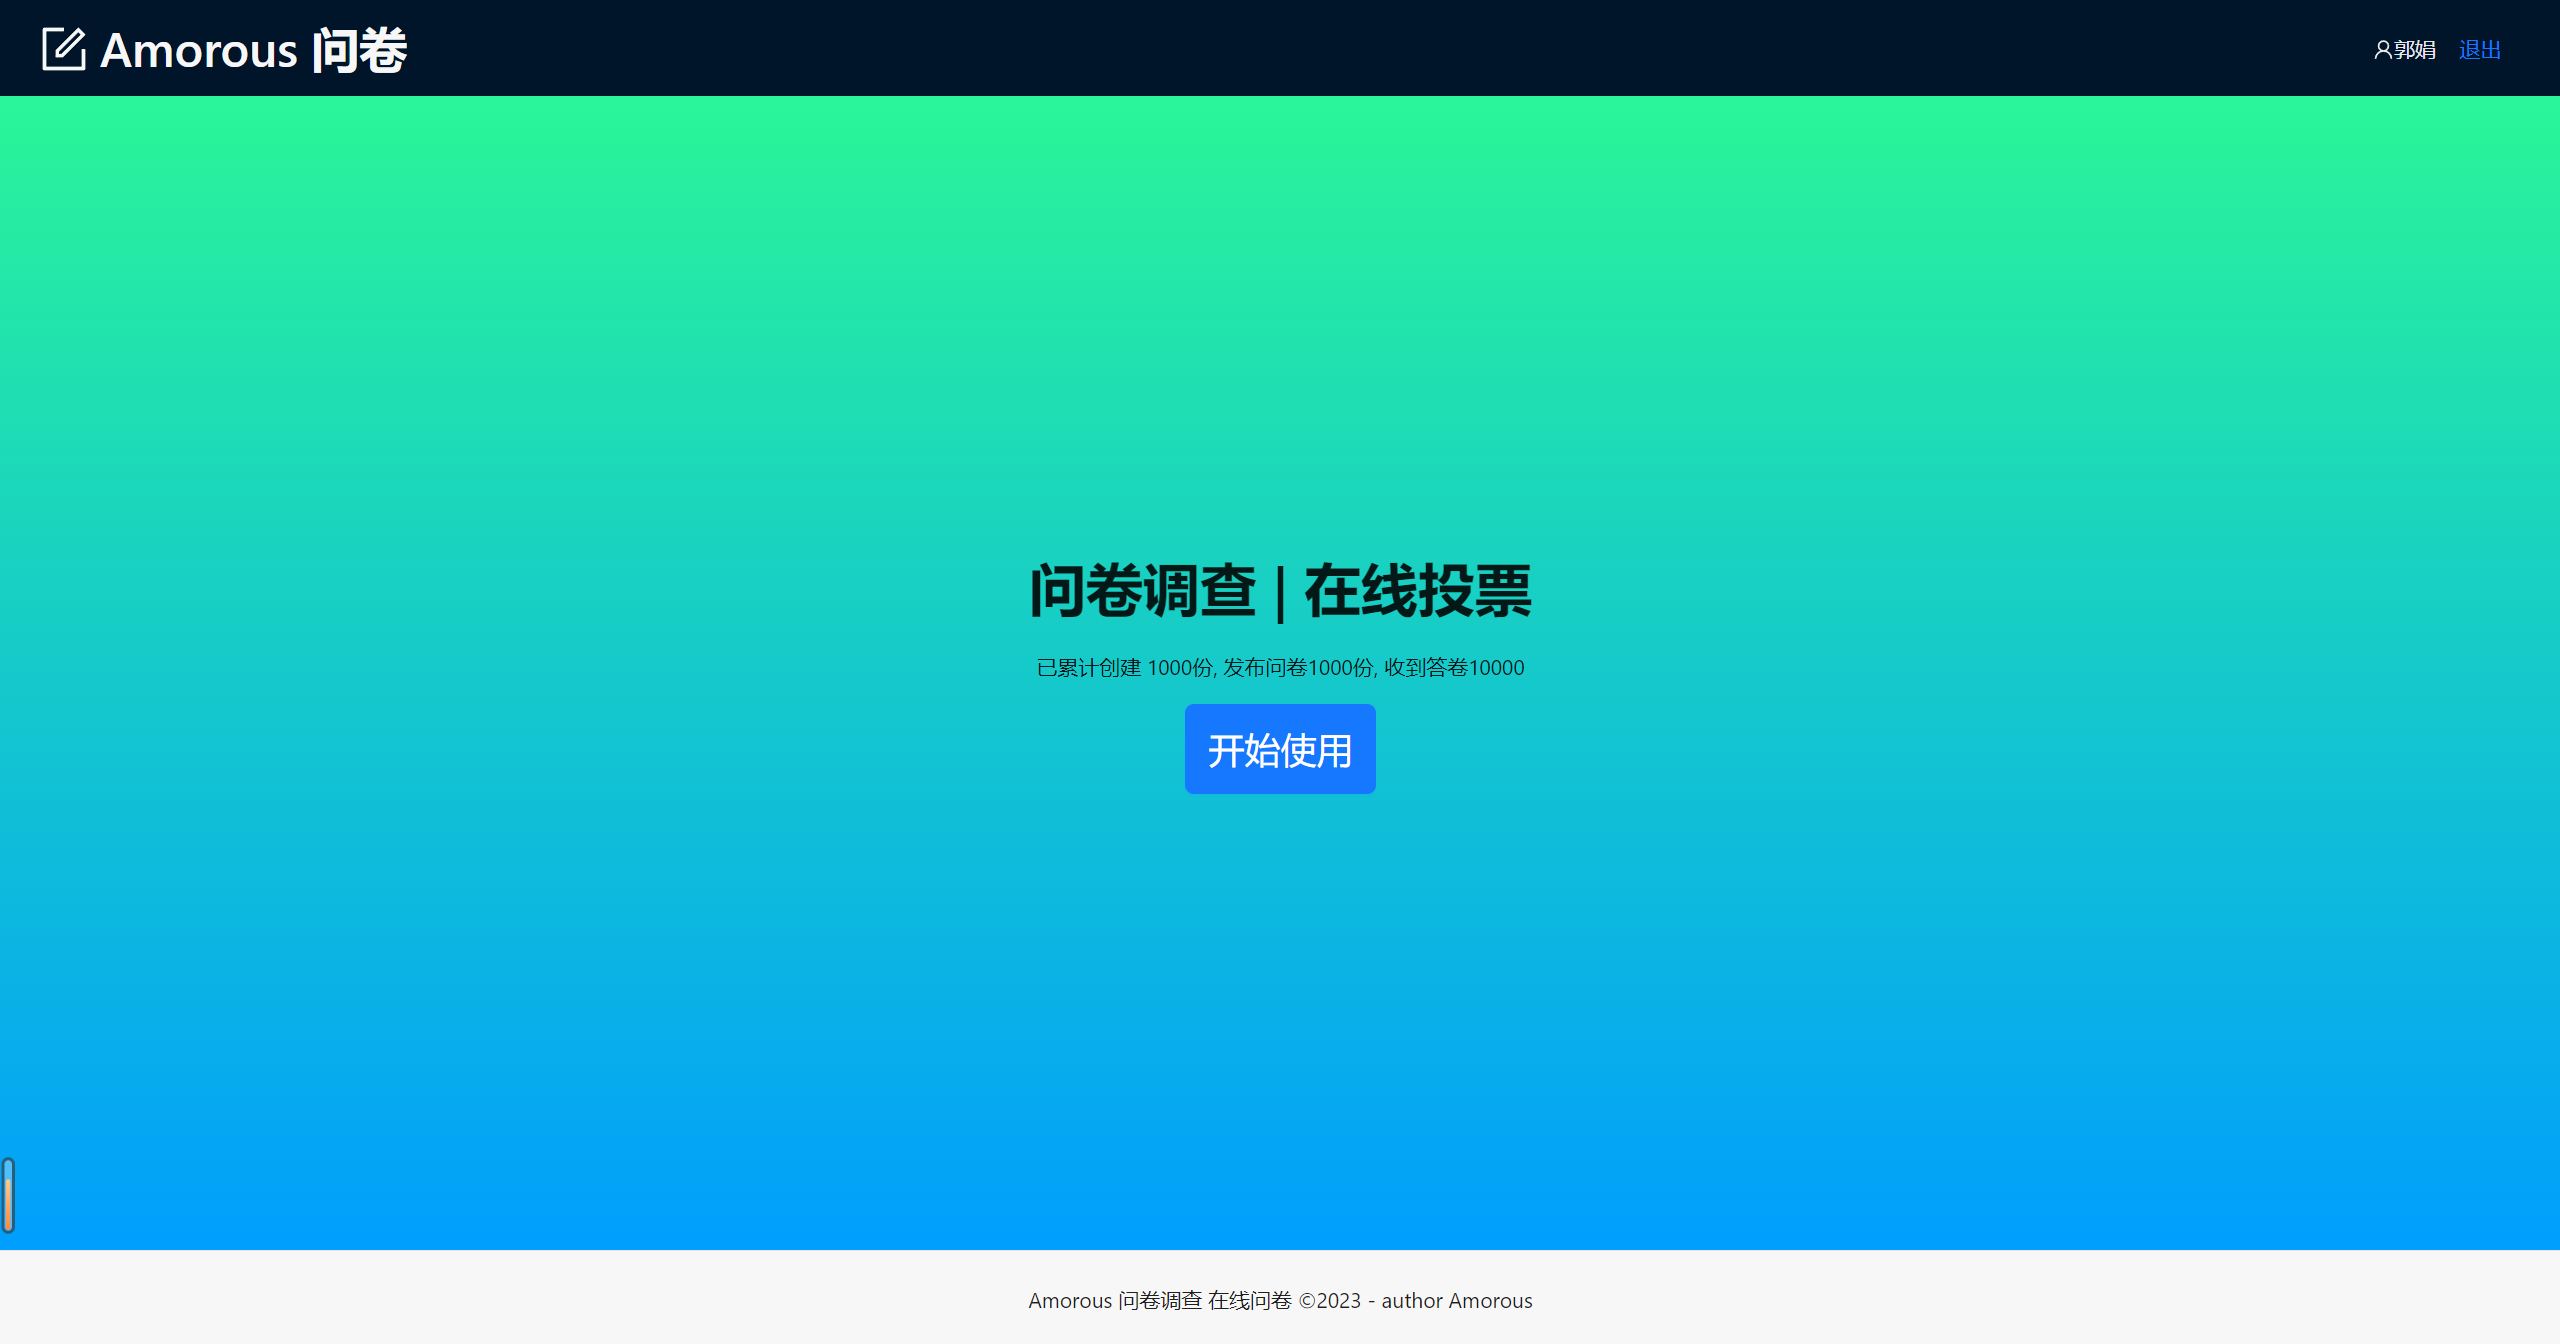 Amorous 问卷
郭娟 退出
问卷调查 | 在线投票
已累计创建 1000份, 发布问卷1000份, 收到答卷10000
开始使用
Amorous 问卷调查 在线问卷 ©2023 - author Amorous